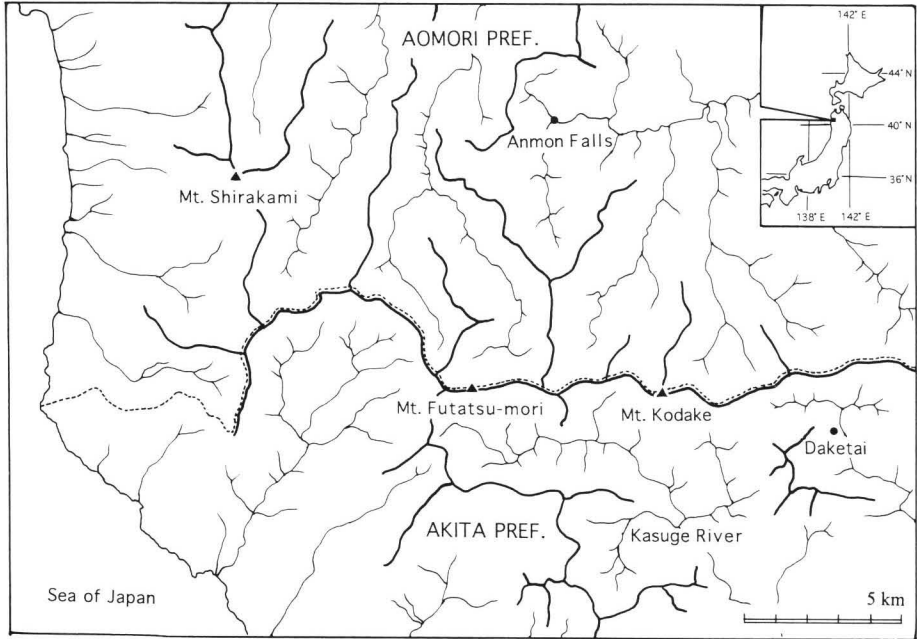 AOMORI PREF.
142° E
44° N
40° N
36° N
138° E
142° E
Anmon Falls
Mt. Shirakami
Mt. Futatsu-mori
Mt. Kodake
Daketai
AKITA PREF.
Kasuge River
Sea of Japan
5 km